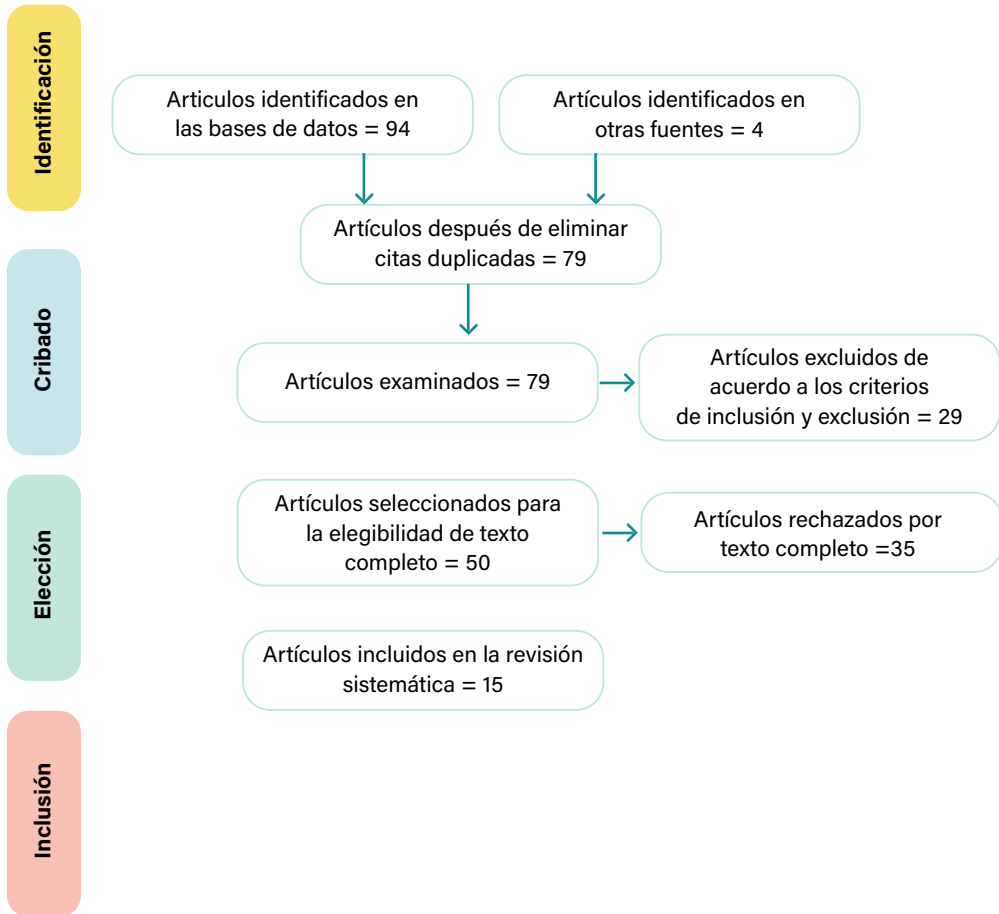 Identificación
Articulos identificados en
las bases de datos = 94
Artículos identificados en
otras fuentes = 4
Artículos después de eliminar
citas duplicadas = 79
Cribado
Artículos examinados = 79
Artículos excluidos de
acuerdo a los criterios
de inclusión y exclusión = 29
Elección
Artículos seleccionados para
la elegibilidad de texto
completo = 50
Artículos rechazados por
texto completo =35
Artículos incluidos en la revisión
sistemática = 15
Inclusión